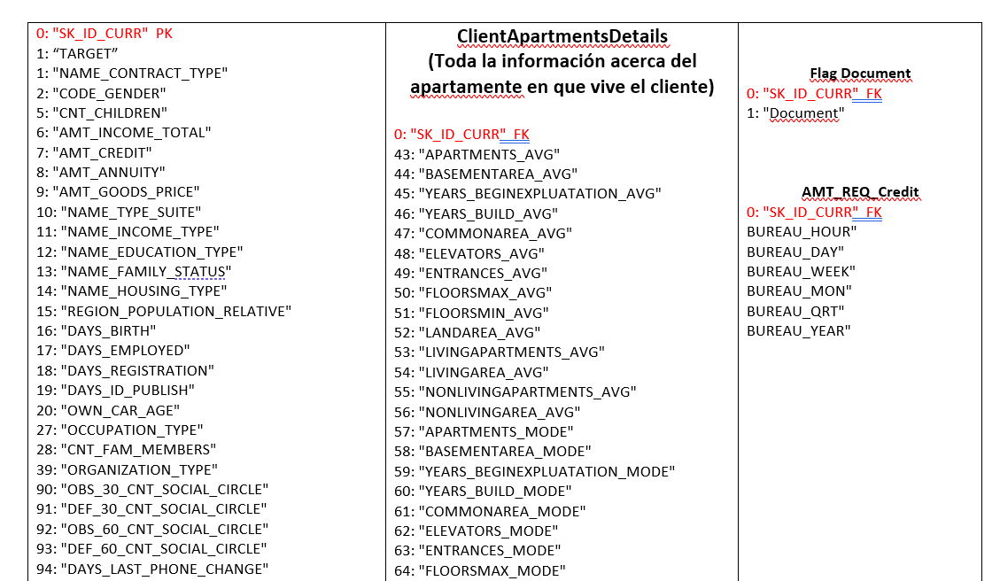 0: "SK_ID_CURR"  PK
1: “TARGET”
1: "NAME_CONTRACT_TYPE"
2: "CODE_GENDER"
5: "CNT_CHILDREN"
6: "AMT_INCOME_TOTAL"
7: "AMT_CREDIT"
8: "AMT_ANNUITY"
9: "AMT_GOODS_PRICE"
10: "NAME_TYPE_SUITE"
11: "NAME_INCOME_TYPE"
12: "NAME_EDUCATION_TYPE"
13: "NAME_FAMILY_STATUS"
14: "NAME_HOUSING_TYPE"
15: "REGION_POPULATION_RELATIVE"
16: "DAYS_BIRTH"
17: "DAYS_EMPLOYED"
18: "DAYS_REGISTRATION"
19: "DAYS_ID_PUBLISH"
20: "OWN_CAR_AGE"
27: "OCCUPATION_TYPE"
28: "CNT_FAM_MEMBERS"
39: "ORGANIZATION_TYPE"
90: "OBS_30_CNT_SOCIAL_CIRCLE"
91: "DEF_30_CNT_SOCIAL_CIRCLE"
92: "OBS_60_CNT_SOCIAL_CIRCLE"
93: "DEF_60_CNT_SOCIAL_CIRCLE"
94: "DAYS_LAST_PHONE_CHANGE"
ClientApartmentsDetails
(Toda la información acerca del
apartamente en que vive el cliente)
0: "SK_ID_CURR"  FK
43: "APARTMENTS_AVG"
44: "BASEMENTAREA_AVG"
45: "YEARS_BEGINEXPLUATATION_AVG"
46: "YEARS_BUILD_AVG"
47: "COMMONAREA_AVG"
48: "ELEVATORS_AVG"
49: "ENTRANCES_AVG"
50: "FLOORSMAX_AVG"
51: "FLOORSMIN_AVG"
52: "LANDAREA_AVG"
53: "LIVINGAPARTMENTS_AVG"
54: "LIVINGAREA_AVG"
55: "NONLIVINGAPARTMENTS_AVG"
56: "NONLIVINGAREA_AVG"
57: "APARTMENTS_MODE"
58: "BASEMENTAREA_MODE"
59: "YEARS_BEGINEXPLUATATION_MODE"
60: "YEARS_BUILD_MODE"
61: "COMMONAREA_MODE"
62: "ELEVATORS_MODE"
63: "ENTRANCES_MODE"
64: "FLOORSMAX_MODE"
Flag Document
0: "SK_ID_CURR"  FK
1: "Document"
AMT_REQ_Credit
0: "SK_ID_CURR"  FK
BUREAU_HOUR"
BUREAU_DAY"
BUREAU_WEEK"
BUREAU_MON"
BUREAU_QRT"
BUREAU_YEAR"